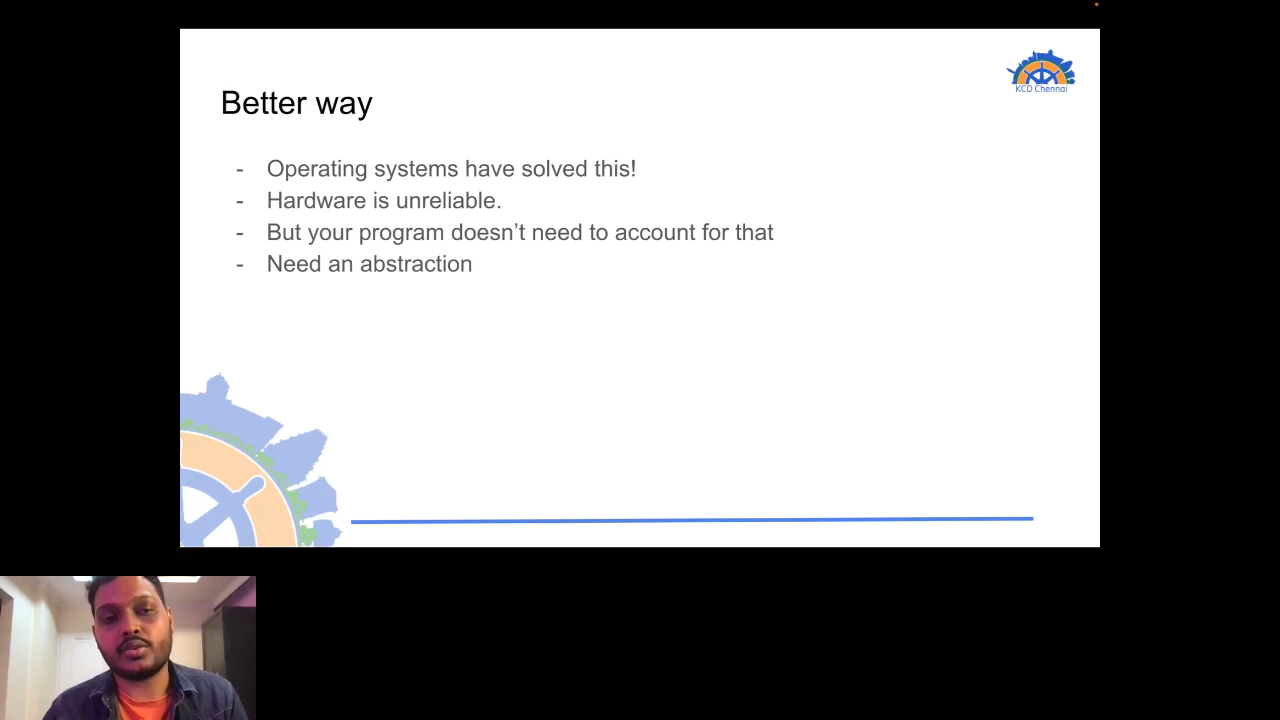 KCD Chennai
Better way
- Operating systems have solved this!
- Hardware is unreliable.
- But your program doesn’t need to account for that
- Need an abstraction